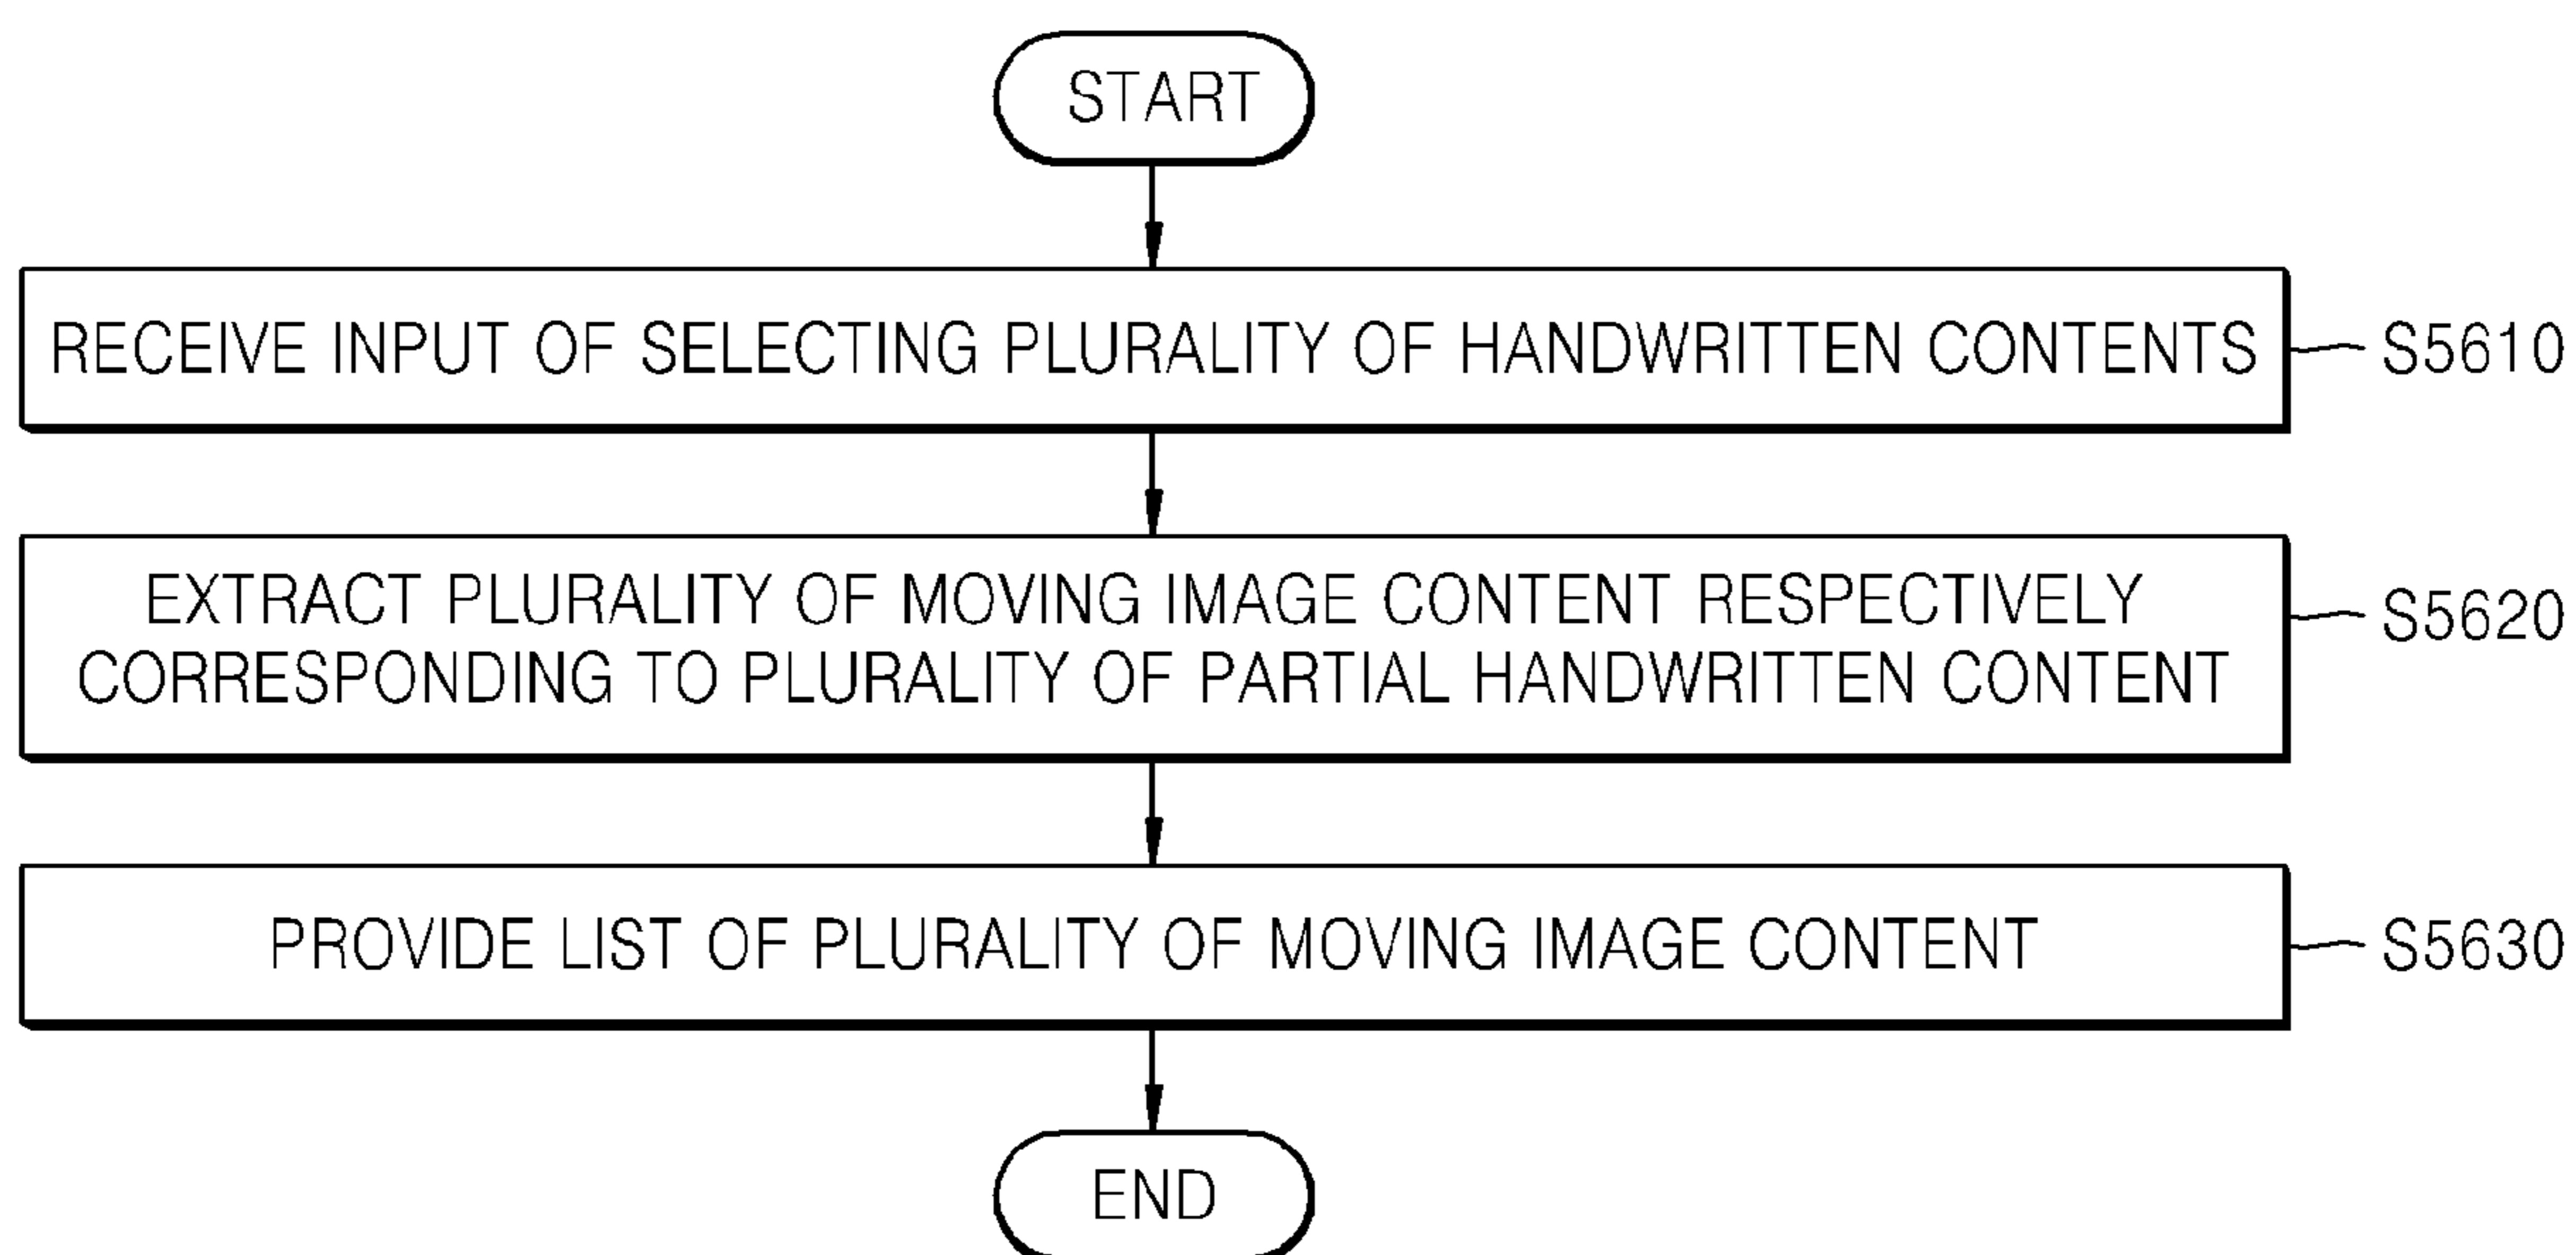 START
RECEIVE INPUT OF SELECTING PLURALITY OF HANDWRITTEN CONTENTS
S5610
EXTRACT PLURALITY OF MOVING IMAGE CONTENT RESPECTIVELY
CORRESPONDING TO PLURALITY OF PARTIAL HANDWRITTEN CONTENT
S5620
PROVIDE LIST OF PLURALITY OF MOVING IMAGE CONTENT
S5630
END